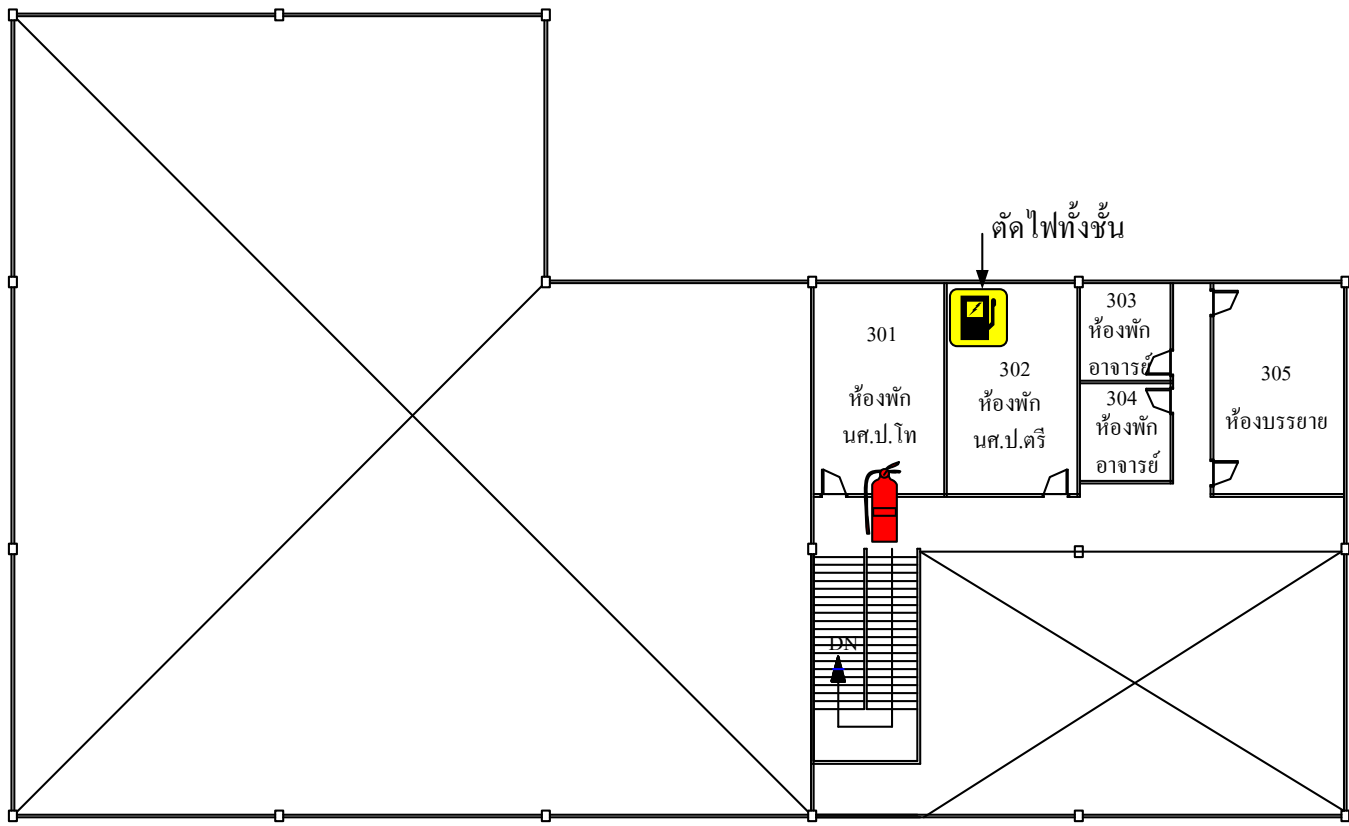 ตัดไฟทั้งชั้น
301
ห้องพัก
นศ.ป.โท
302
ห้องพัก
นศ.ป.ตรี
303
ห้องพัก
อาจารย์
304
ห้องพัก
อาจารย์
305
ห้องบรรยาย
DN